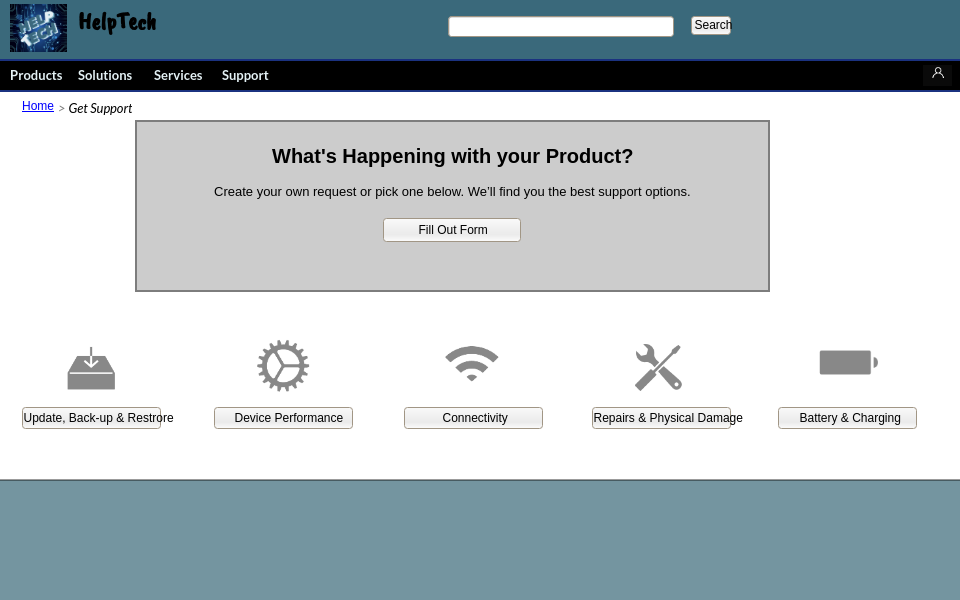 HELP TECH
HelpTech
Search
Products Solutions Services Support
Home > Get Support
What's Happening with your Product?
Create your own request or pick one below. We'll find you the best support options.
Fill Out Form
Update, Back-up & Restrore
Device Performance
Connectivity
Repairs & Physical Damage
Battery & Charging